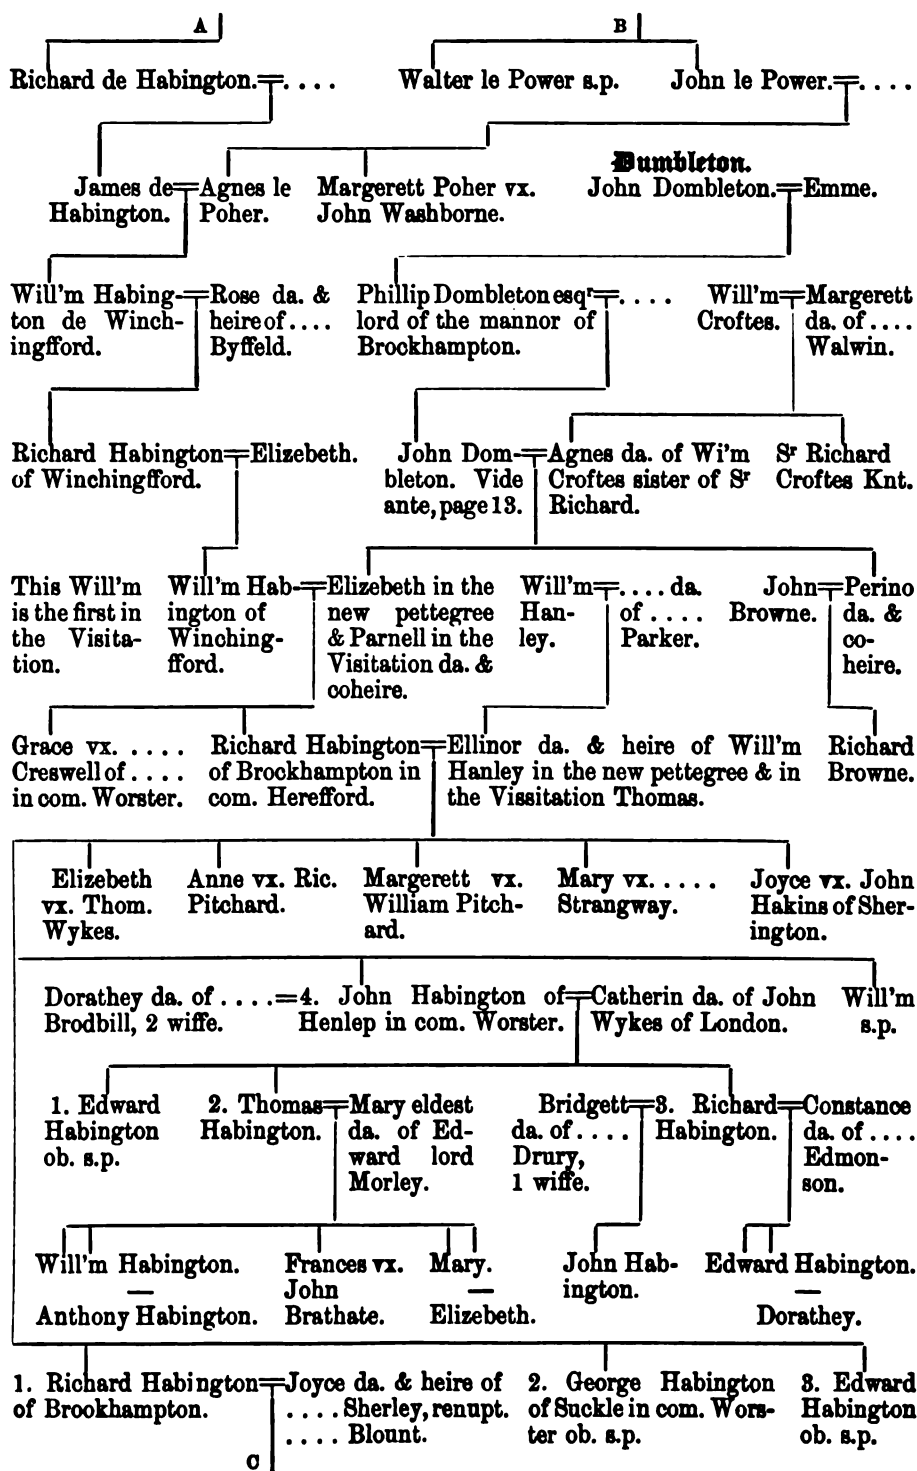 A
B
Richard de Habington.=. . . .
Walter le Power s.p.
John le Power.=. . . .
James de=Agnes le
Habington. Poher.
Margerett Poher vx.
John Washborne.
Dumbleton.
John Dombleton.=Emme.
Will'm Habing-=Rose da. &
ton de Winch- heire of . . . .
ingfford. Byffeld.
Phillip Dombleton esqr=. . . .
lord of the mannor of
Brockhampton.
Will'm=Margerett
Croftes. da. of . . . .
Walwin.
Richard Habington=Elizebeth.
of Winchingfford.
John Dom-=Agnes da. of Wi'm
bleton. Vide Croftes sister of Sr
ante, page 13. Richard.
Sr Richard
Croftes Knt.
This Will'm
is the first in
the Visita-
tion.
Will'm Hab-=Elizebeth in the
ington of new pettegree
Winching- & Parnell in the
fford. Visitation da. &
coheire.
Will'm=. . . . da.
Han- of . . . .
ley. Parker.
John=Perino
Browne. da. &
co-
heire.
Grace vx. . . . .
Creswell of . . . .
in com. Worster.
Richard Habington=Ellinor da. & heire of Will'm
of Brockhampton in Hanley in the new pettegree & in
com. Herefford. the Vissitation Thomas.
Richard
Browne.
Elizebeth
vx. Thom.
Wykes.
Anne vx. Ric.
Pitchard.
Margerett vx.
William Pitch-
ard.
Mary vx. . . . .
Strangway.
Joyce vx. John
Hakins of Sher-
ington.
Dorathey da. of . . . .=4. John Habington of=Catherin da. of John
Brodbill, 2 wiffe. Henlep in com. Worster. Wykes of London.
Will'm
s.p.
1. Edward
Habington
ob. s.p.
2. Thomas=Mary eldest
Habington. da. of Ed-
ward lord
Morley.
Bridgett=3. Richard=Constance
da. of . . . . Habington. da. of . . . .
Drury, Edmon-
1 wiffe. son.
Will'm Habington.
—
Anthony Habington.
Frances vx.
John
Brathate.
Mary.
—
Elizebeth.
John Hab-
ington.
Edward Habington.
—
Dorathey.
1. Richard Habington=Joyce da. & heire of
of Brookhampton. . . . . Sherley, renupt.
. . . . Blount.
2. George Habington
of Suckle in com. Wors-
ter ob. s.p.
3. Edward
Habington
ob. s.p.
C